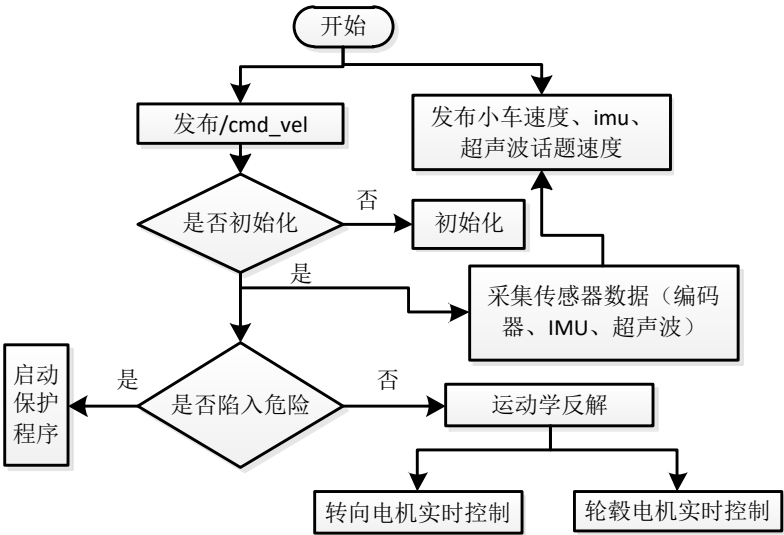 开始
发布/cmd_vel
发布小车速度、imu、
超声波话题速度
是否初始化
否
初始化
是
采集传感器数据（编码
器、IMU、超声波）
启动
保护
程序
是
是否陷入危险
否
运动学反解
转向电机实时控制
轮毂电机实时控制